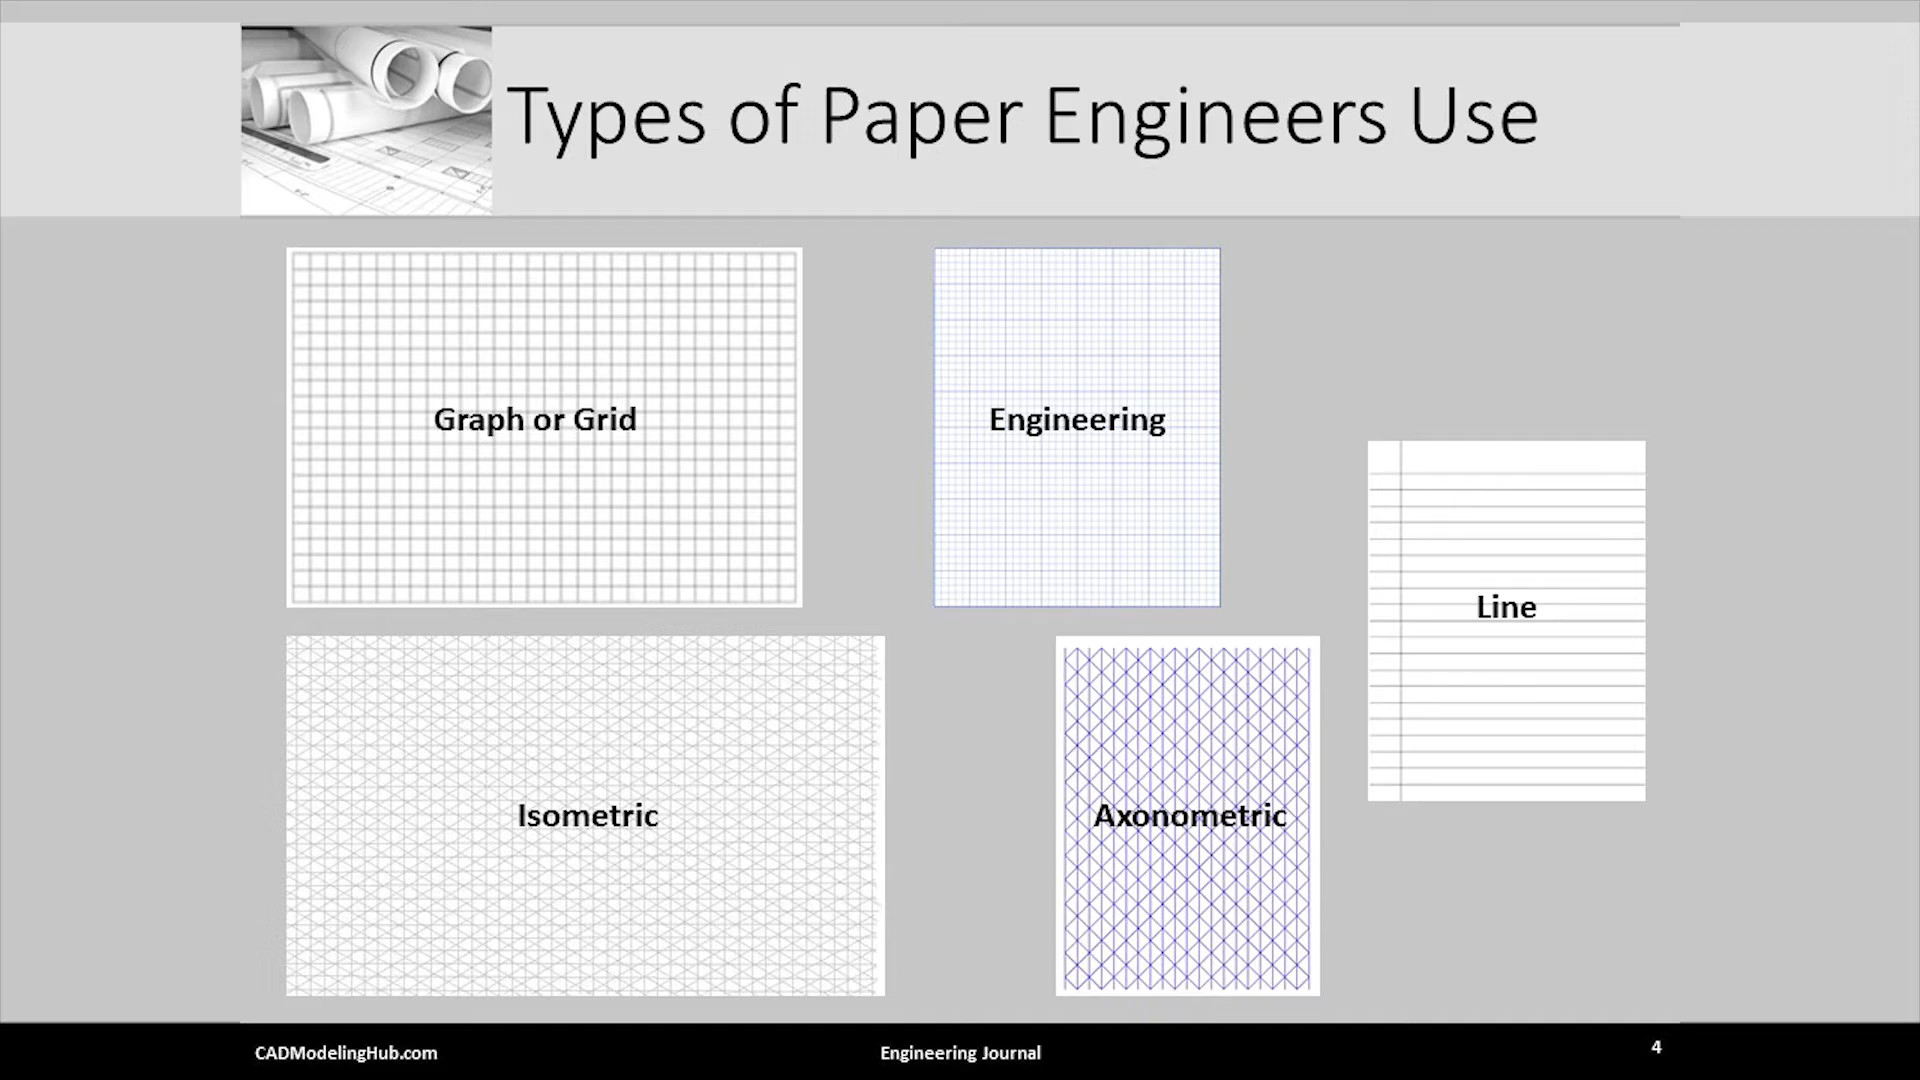 Types of Paper Engineers Use
Graph or Grid
Engineering
Line
Isometric
Axonometric
CADModelingHub.com
Engineering Journal
4